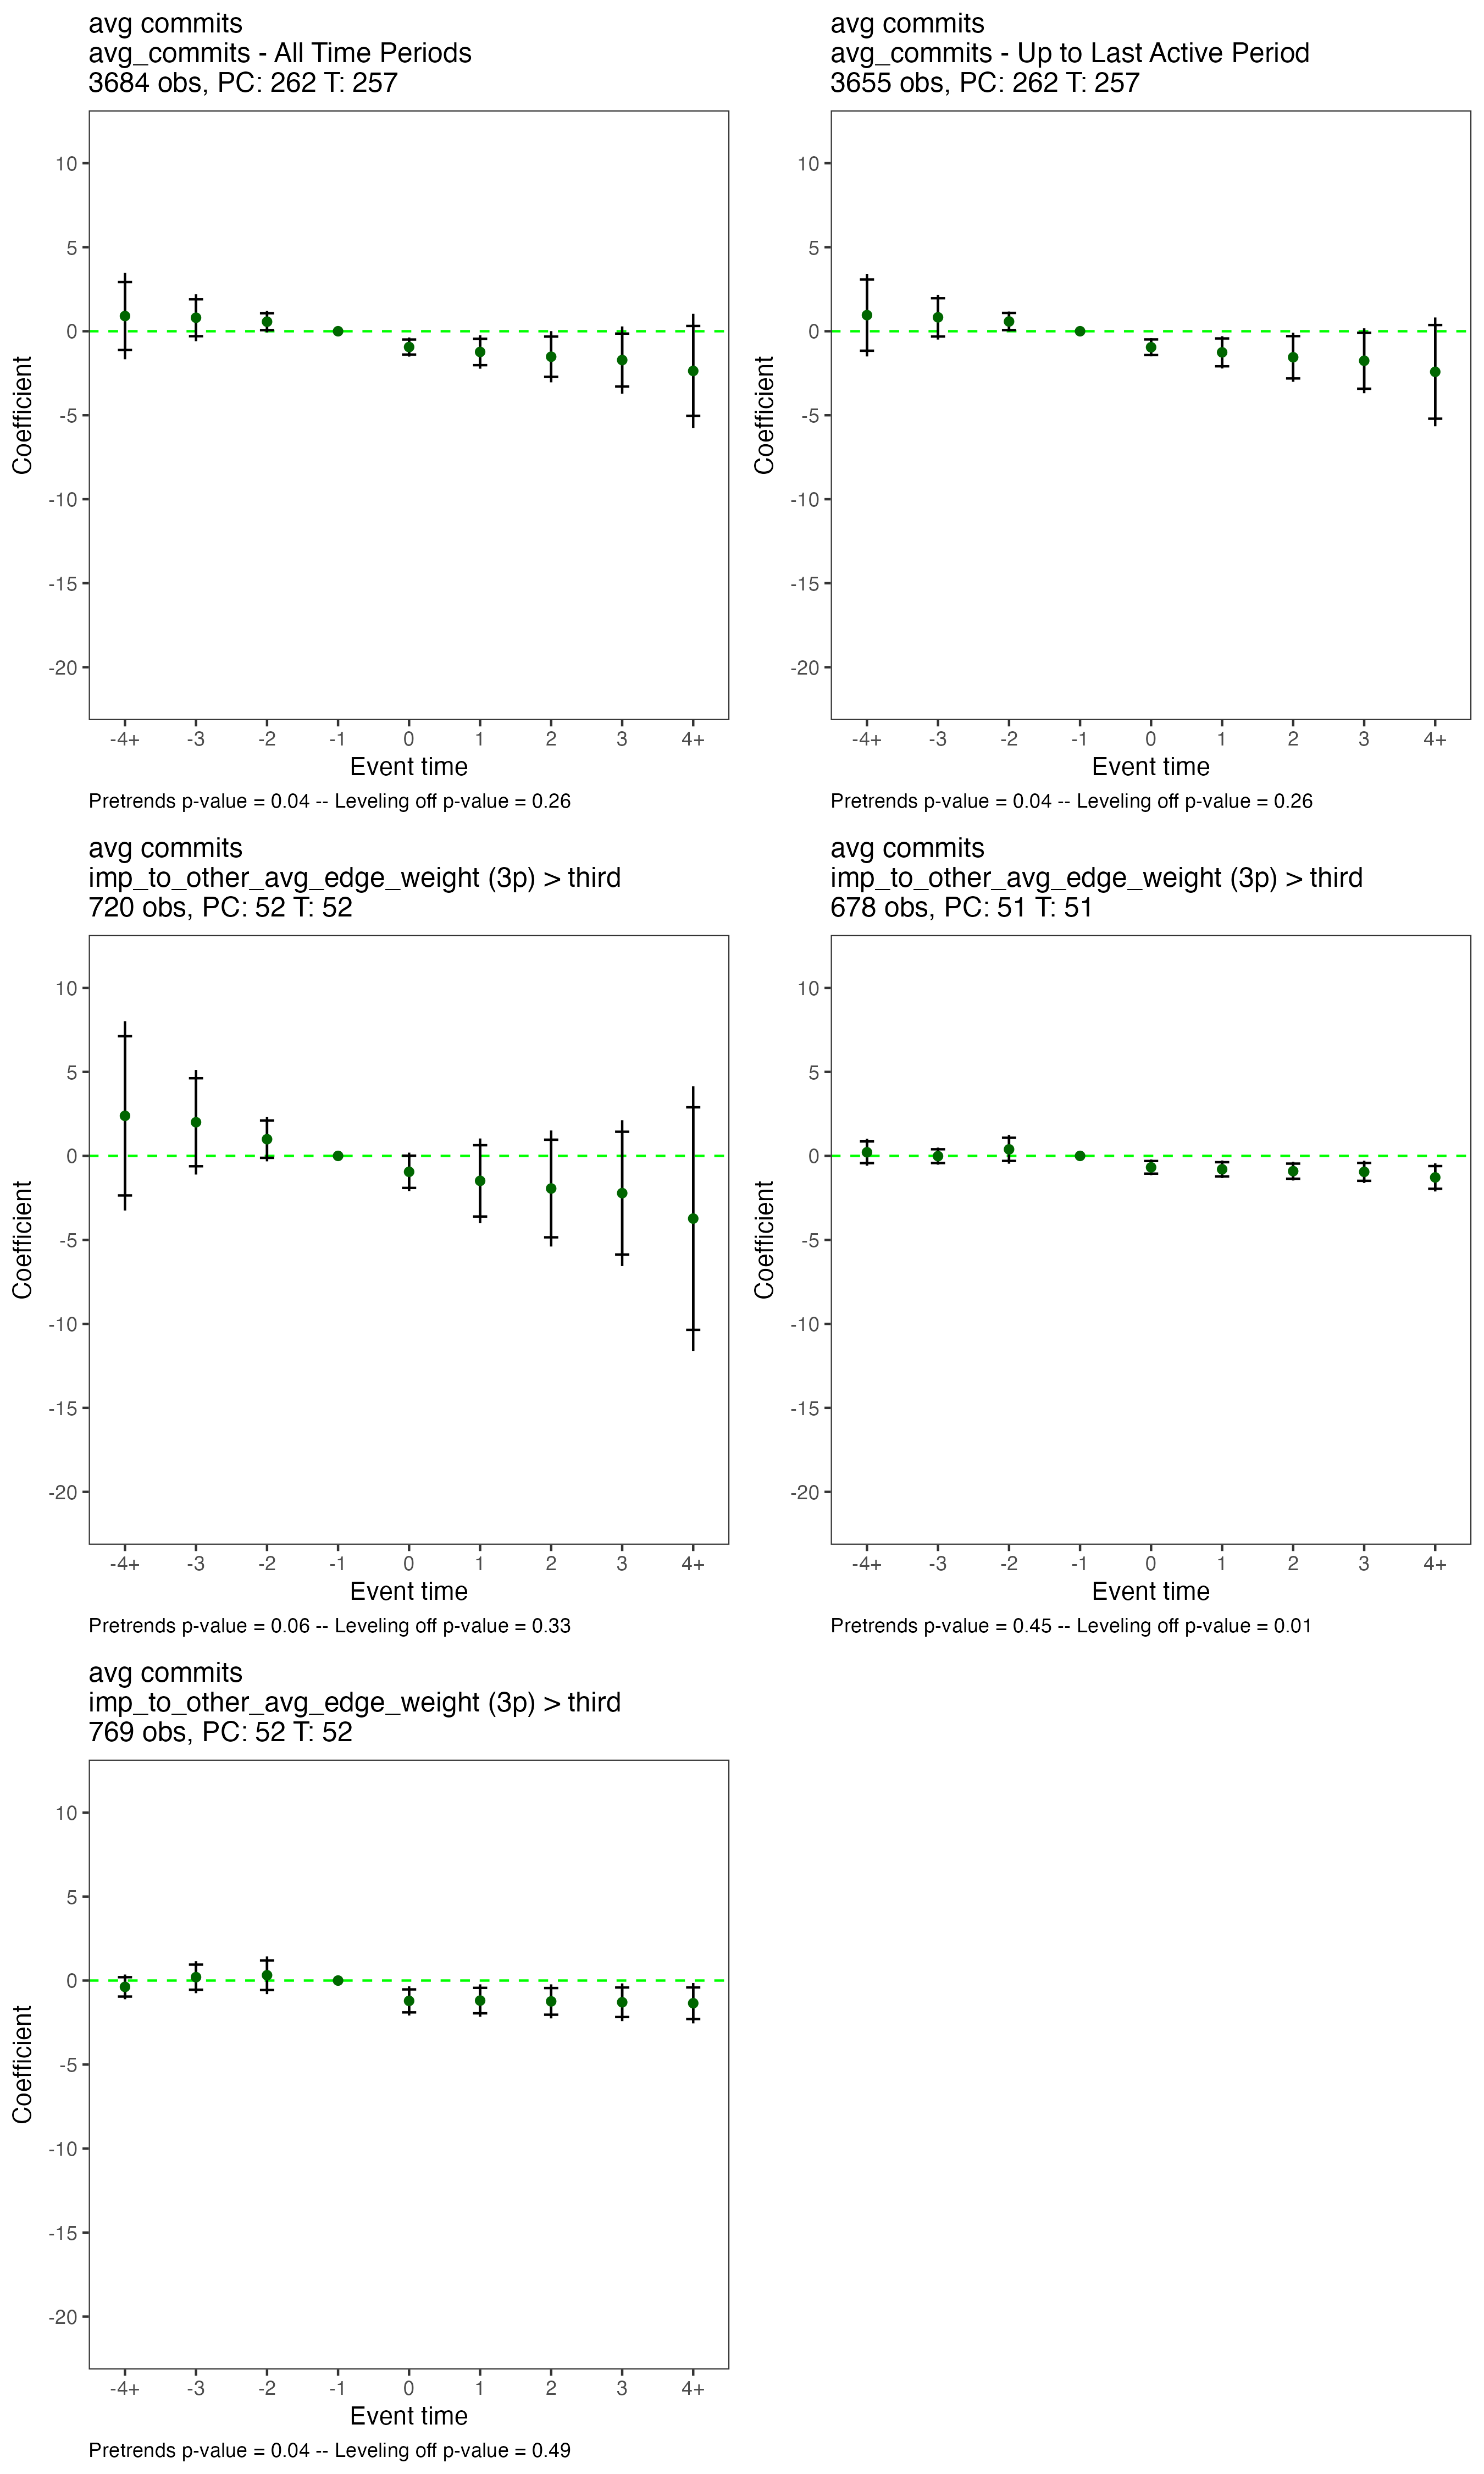 avg commits
avg_commits - All Time Periods
3684 obs, PC: 262 T: 257
10
5
0
-5
-10
-15
-20
Coefficient
-4+ -3 -2 -1 0 1 2 3 4+
Event time
Pretrends p-value = 0.04 -- Leveling off p-value = 0.26
avg commits
avg_commits - Up to Last Active Period
3655 obs, PC: 262 T: 257
10
5
0
-5
-10
-15
-20
Coefficient
-4+ -3 -2 -1 0 1 2 3 4+
Event time
Pretrends p-value = 0.04 -- Leveling off p-value = 0.26
avg commits
imp_to_other_avg_edge_weight (3p) > third
720 obs, PC: 52 T: 52
10
5
0
-5
-10
-15
-20
Coefficient
-4+ -3 -2 -1 0 1 2 3 4+
Event time
Pretrends p-value = 0.06 -- Leveling off p-value = 0.33
avg commits
imp_to_other_avg_edge_weight (3p) > third
678 obs, PC: 51 T: 51
10
5
0
-5
-10
-15
-20
Coefficient
-4+ -3 -2 -1 0 1 2 3 4+
Event time
Pretrends p-value = 0.45 -- Leveling off p-value = 0.01
avg commits
imp_to_other_avg_edge_weight (3p) > third
769 obs, PC: 52 T: 52
10
5
0
-5
-10
-15
-20
Coefficient
-4+ -3 -2 -1 0 1 2 3 4+
Event time
Pretrends p-value = 0.04 -- Leveling off p-value = 0.49